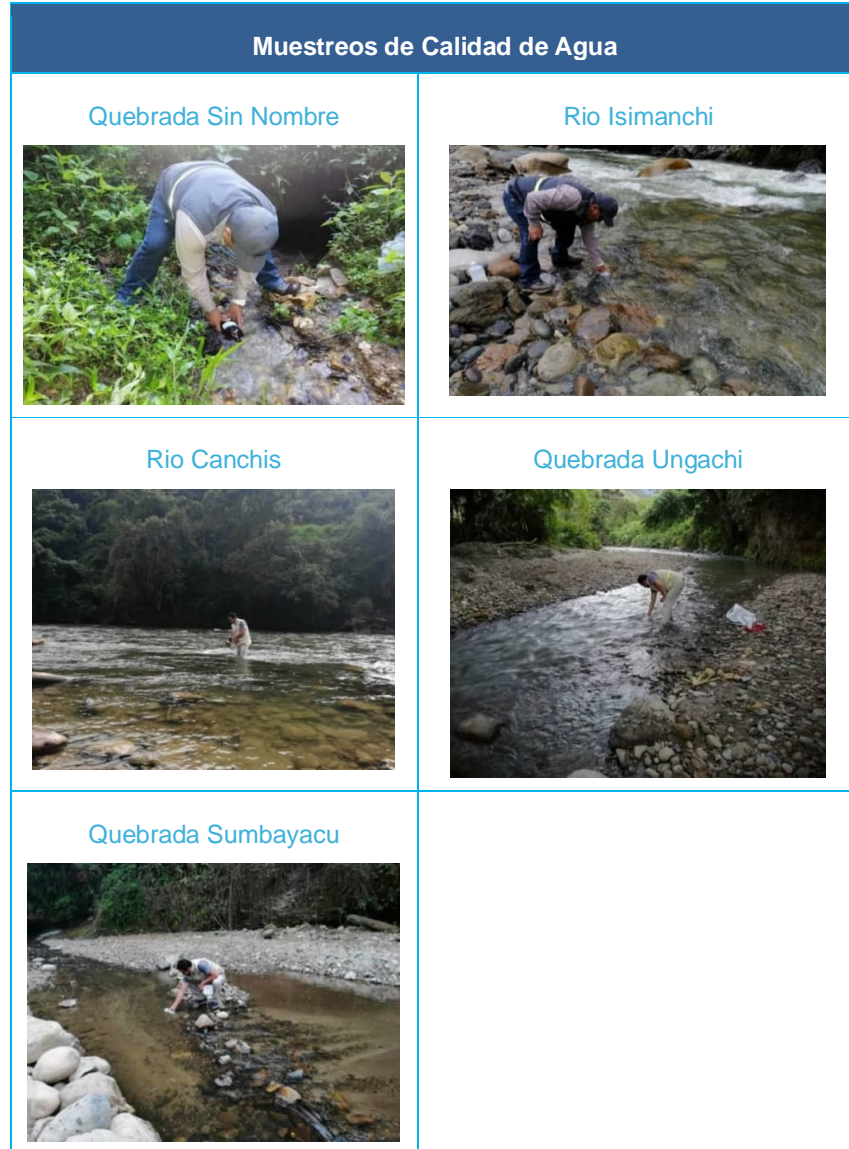 Muestreos de Calidad de Agua
Quebrada Sin Nombre
Rio Isimanchi
Rio Canchis
Quebrada Ungachi
Quebrada Sumbayacu